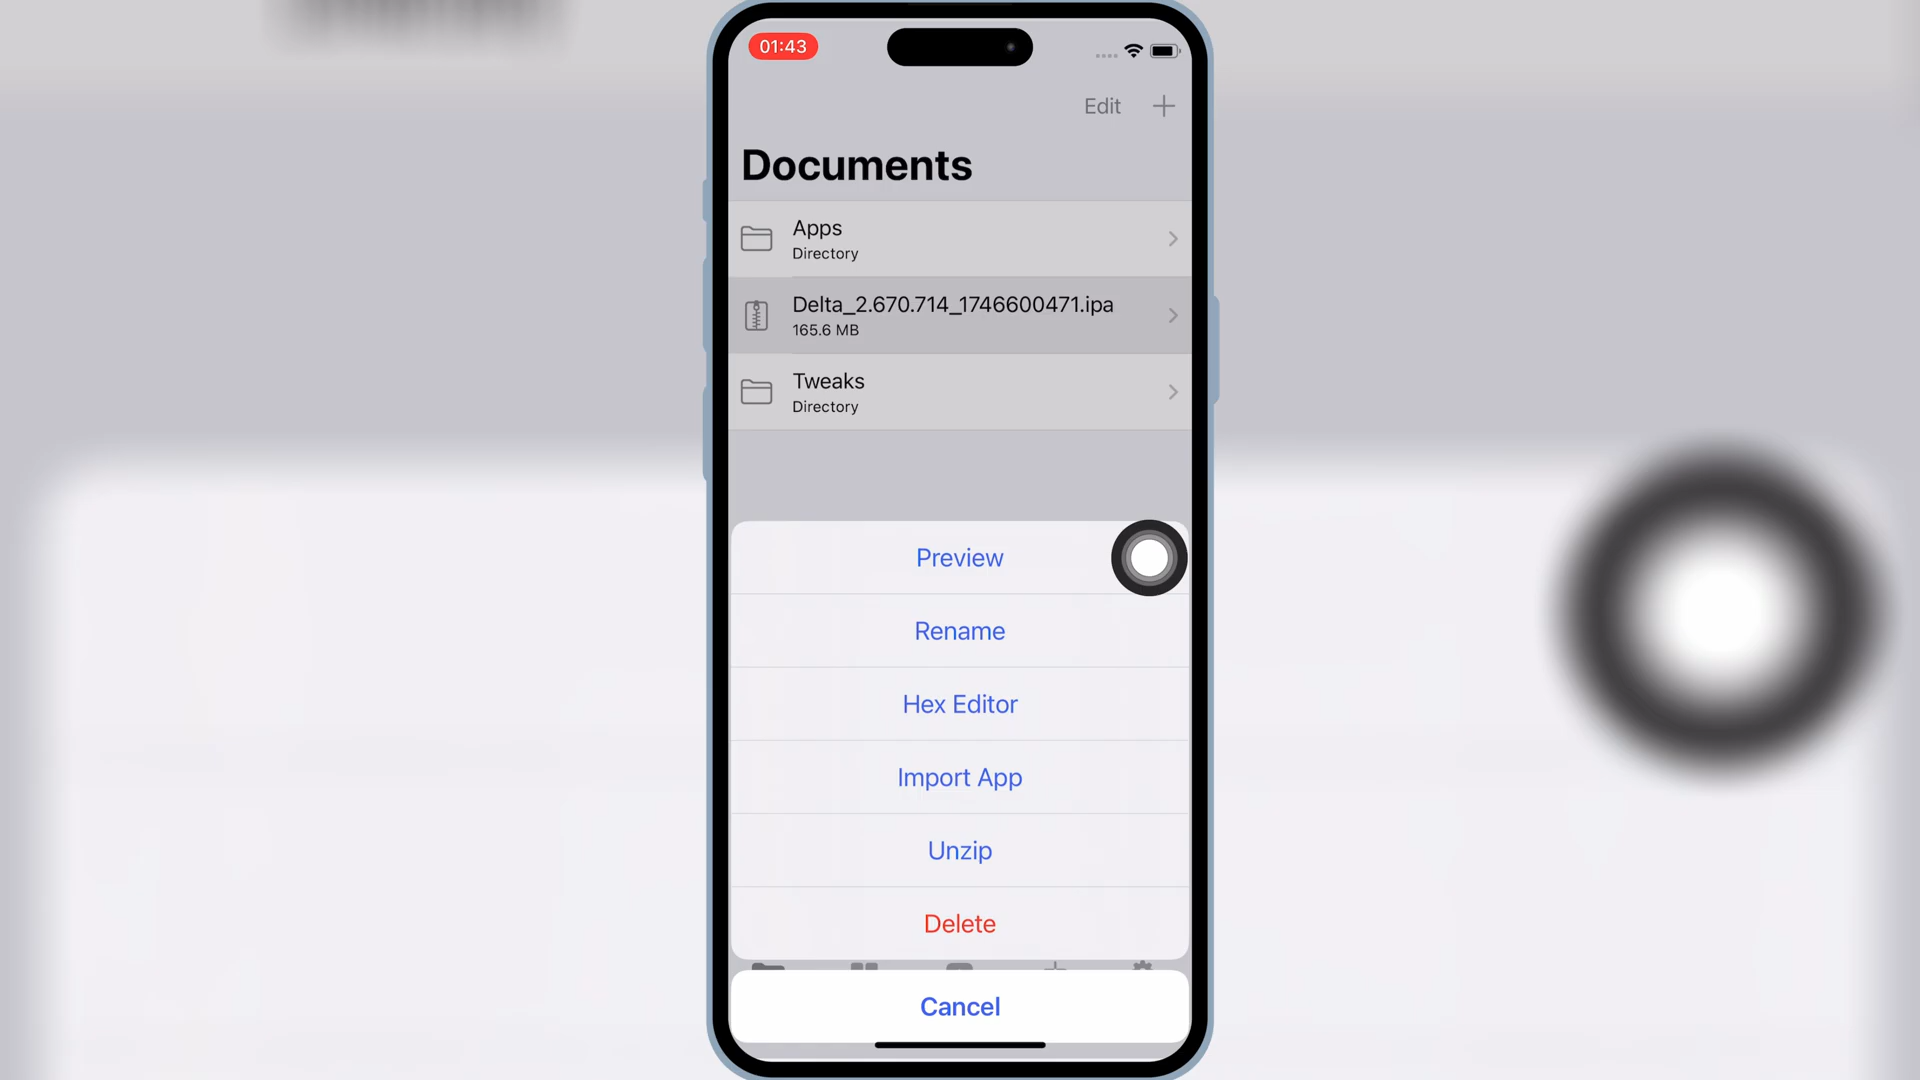 01:43
Edit
Documents
Apps
Directory
Delta_2.670.714_1746600471.ipa
165.6 MB
Tweaks
Directory
Preview
Rename
Hex Editor
Import App
Unzip
Delete
Cancel